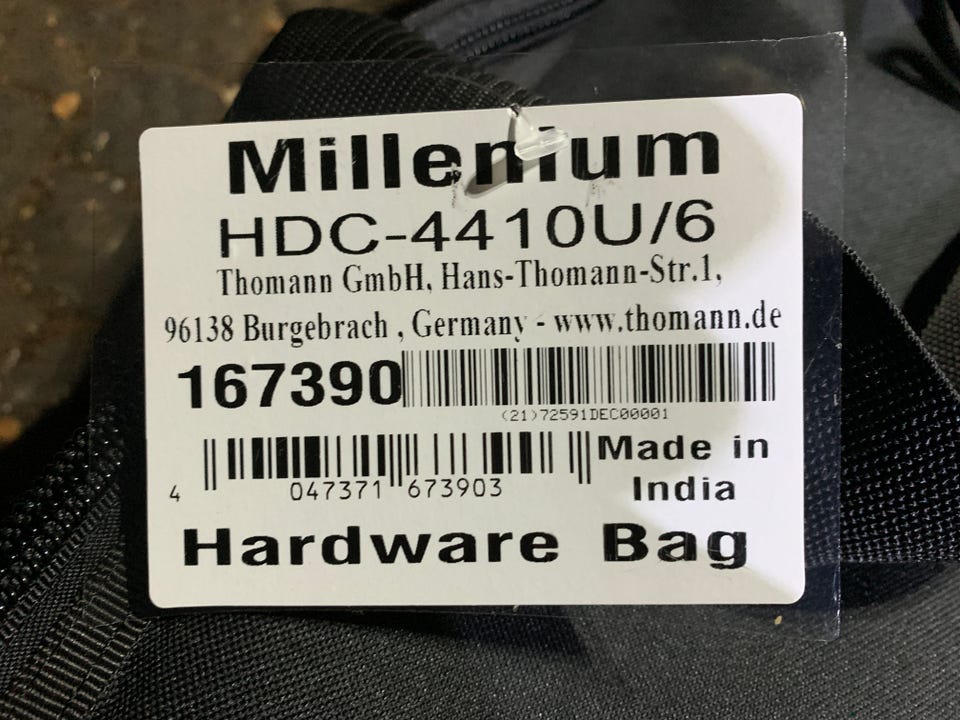 Millenium
HDC-4410U/6
Thomann GmbH, Hans-Thomann-Str.1,
96138 Burgebrach , Germany - www.thomann.de
167390
(21)72591DEC00001
4 047371 673903
Made in
India
Hardware Bag